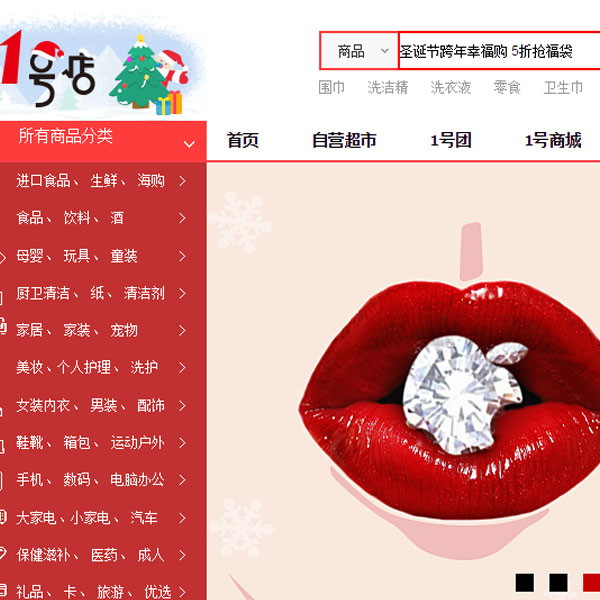 1号店
商品 圣诞节跨年幸福购 5折抢福袋
围巾 洗洁精 洗衣液 零食 卫生巾
所有商品分类
首页 自营超市 1号团 1号商城
进口食品、 生鲜、 海购
食品、 饮料、 酒
母婴、 玩具、 童装
厨卫清洁、 纸、 清洁剂
家居、 家装、 宠物
美妆、个人护理、 洗护
女装内衣、 男装、 配饰
鞋靴、 箱包、 运动户外
手机、 数码、 电脑办公
大家电、小家电、 汽车
保健滋补、 医药、 成人
礼品、 卡、 旅游、 优选